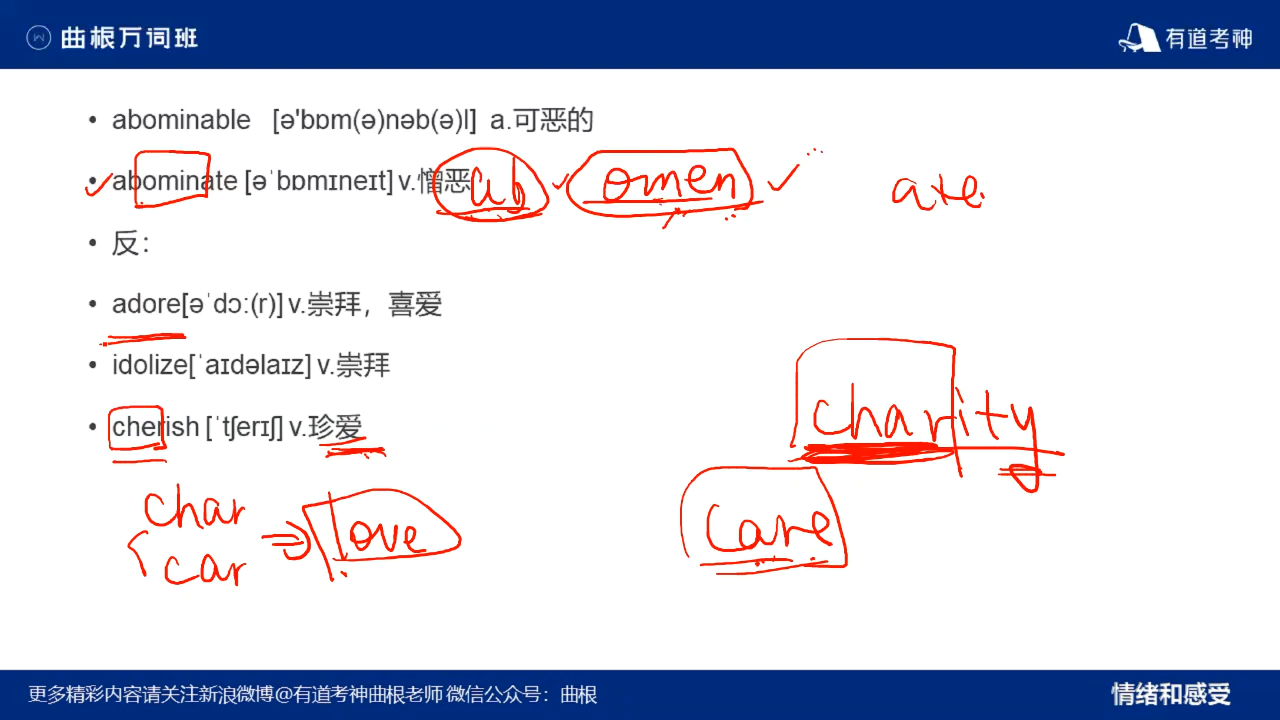 曲根万词班
有道考神
• abominable [ə'bɒm(ə)nəb(ə)l] a.可恶的
• abominate [əˈbɒmɪneɪt] v.憎恶 ab omen ate
• 反：
• adore[əˈdɔː(r)] v.崇拜，喜爱
• idolize[ˈaɪdəlaɪz] v.崇拜
• cherish [ˈtʃerɪʃ] v.珍爱
charity
char
car
love
care
更多精彩内容请关注新浪微博@有道考神曲根老师 微信公众号：曲根
情绪和感受